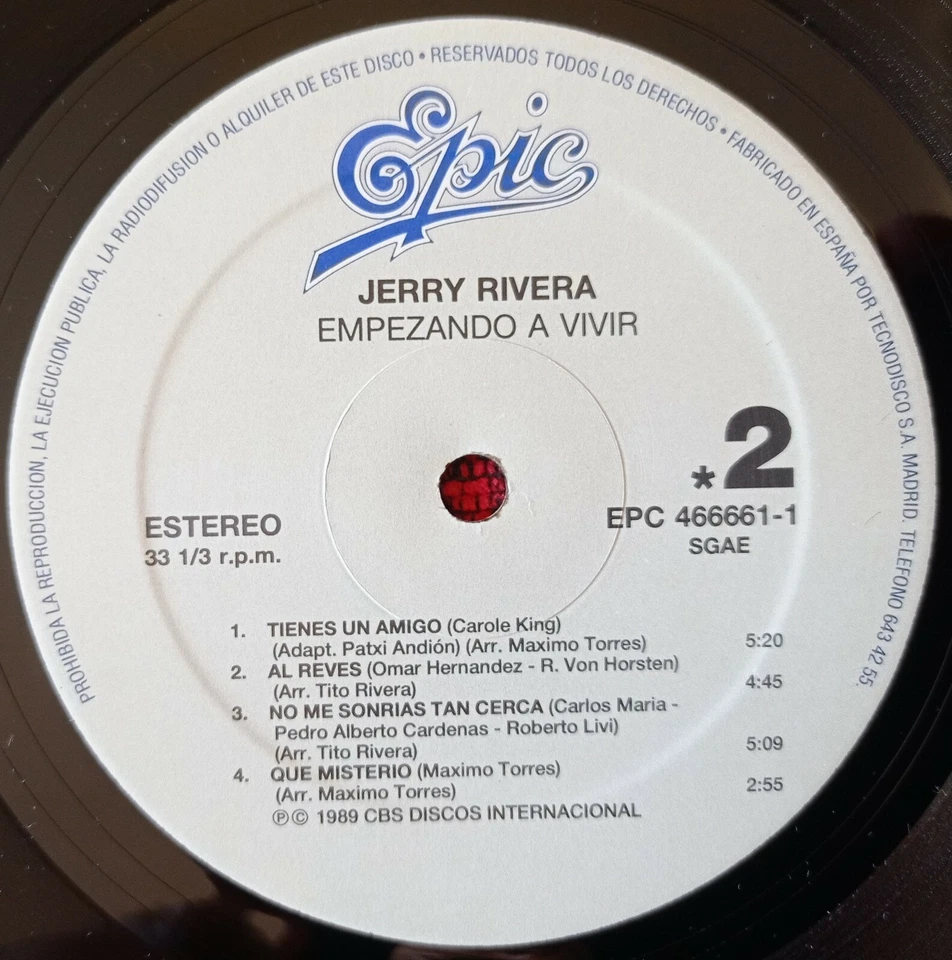 PROHIBIDA LA REPRODUCCION, LA EJECUCION PUBLICA, LA RADIODIFUSION O ALQUILER DE ESTE DISCO • RESERVADOS TODOS LOS DERECHOS • FABRICADO EN ESPAÑA POR TECNODISCO S.A. MADRID. TELEFONO 643 42 55.
Epic
JERRY RIVERA
EMPEZANDO A VIVIR
*2
ESTEREO
EPC 466661-1
33 1/3 r.p.m.
SGAE
1. TIENES UN AMIGO (Carole King)
(Adapt. Patxi Andión) (Arr. Maximo Torres) 5:20
2. AL REVES (Omar Hernandez - R. Von Horsten)
(Arr. Tito Rivera) 4:45
3. NO ME SONRIAS TAN CERCA (Carlos Maria -
Pedro Alberto Cardenas - Roberto Livi)
(Arr. Tito Rivera) 5:09
4. QUE MISTERIO (Maximo Torres)
(Arr. Maximo Torres) 2:55
℗© 1989 CBS DISCOS INTERNACIONAL